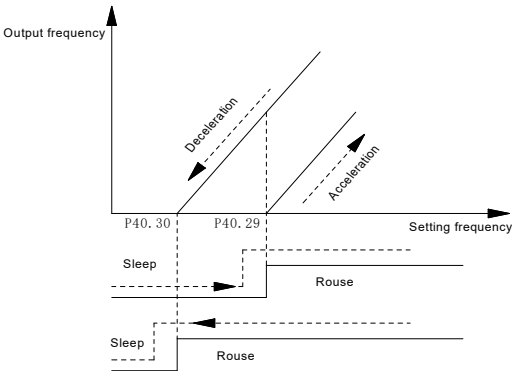 Output frequency
Deceleration
Acceleration
P40.30
P40.29
Setting frequency
Sleep
Rouse
Sleep
Rouse